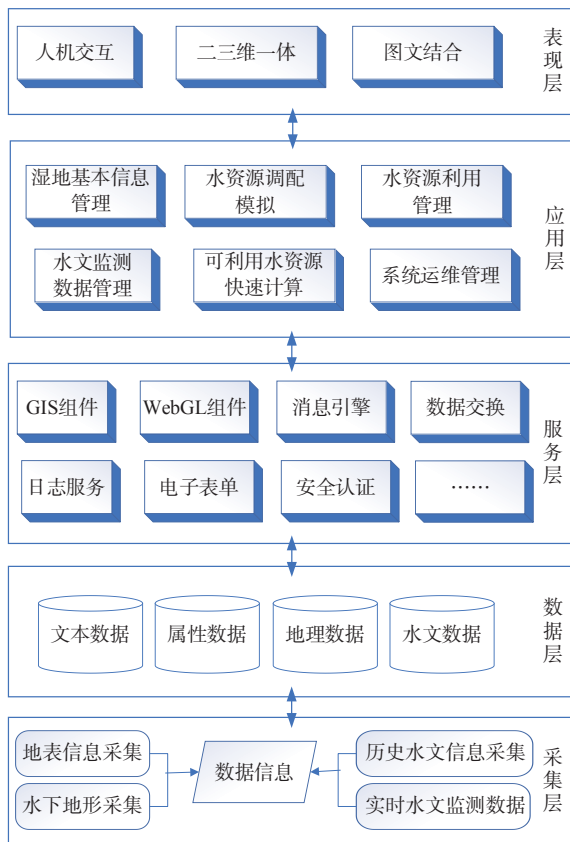 人机交互
二三维一体
图文结合
表现层
湿地基本信息
管理
水资源调配
模拟
水资源利用
管理
水文监测
数据管理
可利用水资源
快速计算
系统运维管理
应用层
GIS组件
WebGL组件
消息引擎
数据交换
日志服务
电子表单
安全认证
……
服务层
文本数据
属性数据
地理数据
水文数据
数据层
地表信息采集
水下地形采集
数据信息
历史水文信息采集
实时水文监测数据
采集层